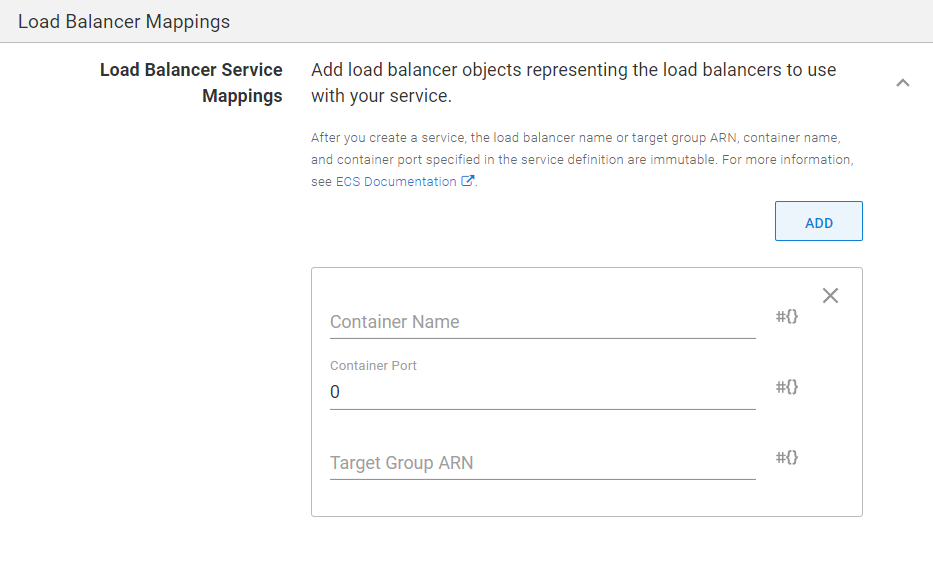 Load Balancer Mappings
Load Balancer Service
Mappings
Add load balancer objects representing the load balancers to use
with your service.
After you create a service, the load balancer name or target group ARN, container name,
and container port specified in the service definition are immutable. For more information,
see ECS Documentation .
ADD
Container Name
#{}
Container Port
0
#{}
Target Group ARN
#{}